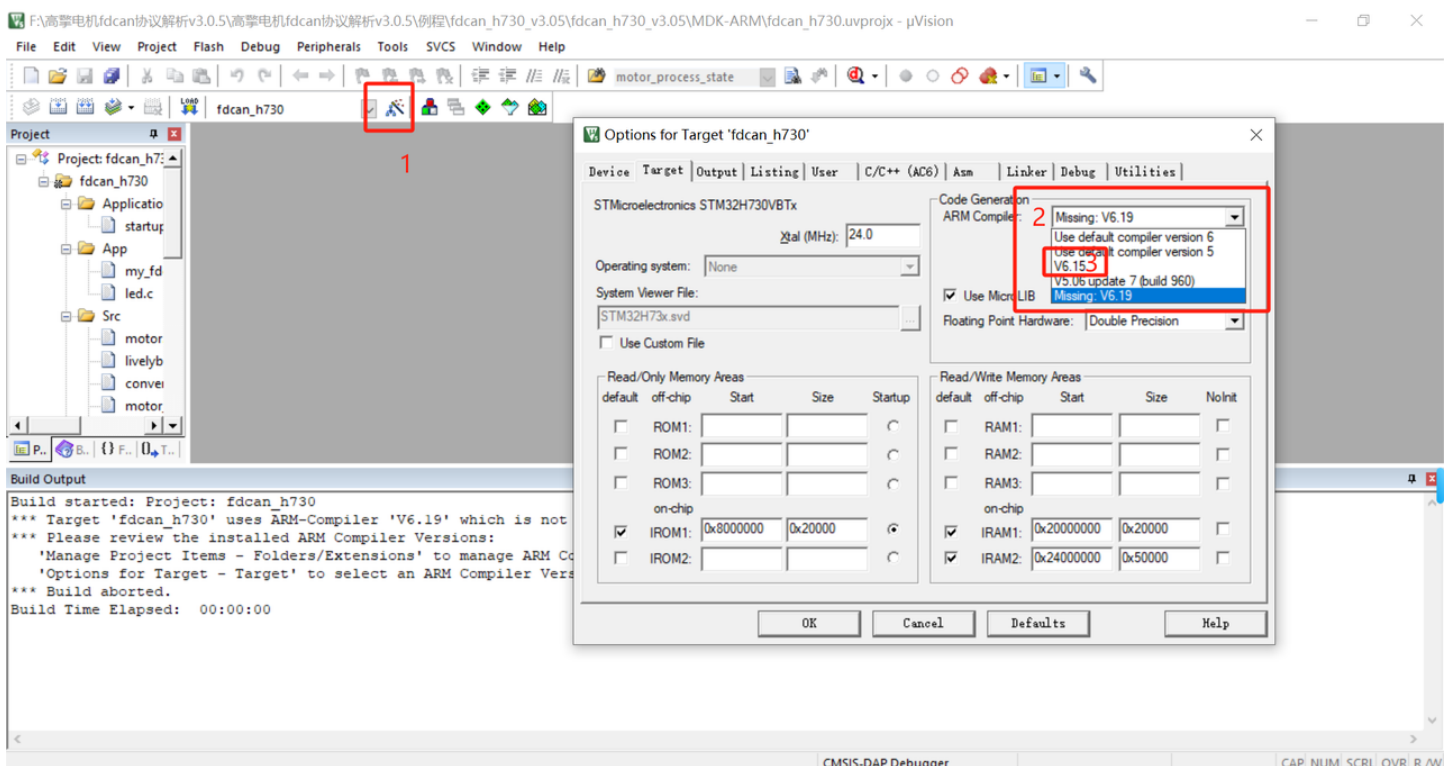 F:\高擎电机fdcan协议解析v3.0.5\高擎电机fdcan协议解析v3.0.5\例程\fdcan_h730_v3.05\fdcan_h730_v3.05\MDK-ARM\fdcan_h730.uvprojx - µVision
File Edit View Project Flash Debug Peripherals Tools SVCS Window Help
motor_process_state
LOAD fdcan_h730
1
Project
Project: fdcan_h7
fdcan_h730
Applicatio
startup
App
my_fd
led.c
Src
motor
livelyb
conver
motor_
P... B... {} F... T...
Options for Target 'fdcan_h730'
Device Target Output Listing User C/C++ (AC6) Asm Linker Debug Utilities
STMicroelectronics STM32H730VBTx
Xtal (MHz): 24.0
Operating system: None
System Viewer File:
STM32H73x.svd
...
Use Custom File
Code Generation
ARM Compiler: 2 Missing: V6.19
Use default compiler version 6
Use default compiler version 5
V6.15 3
V5.06 update 7 (build 960)
Missing: V6.19
Use MicroLIB
Floating Point Hardware: Double Precision
Read/Only Memory Areas
default off-chip Start Size Startup
ROM1:
ROM2:
ROM3:
on-chip
IROM1: 0x8000000 0x20000
IROM2:
Read/Write Memory Areas
default off-chip Start Size NoInit
RAM1:
RAM2:
RAM3:
on-chip
IRAM1: 0x20000000 0x20000
IRAM2: 0x24000000 0x50000
OK Cancel Defaults Help
Build Output
Build started: Project: fdcan_h730
*** Target 'fdcan_h730' uses ARM-Compiler 'V6.19' which is not
*** Please review the installed ARM Compiler Versions:
'Manage Project Items - Folders/Extensions' to manage ARM Co
'Options for Target - Target' to select an ARM Compiler Vers
*** Build aborted.
Build Time Elapsed: 00:00:00
CMSIS-DAP Debugger CAP NUM SCRL OVR R/W